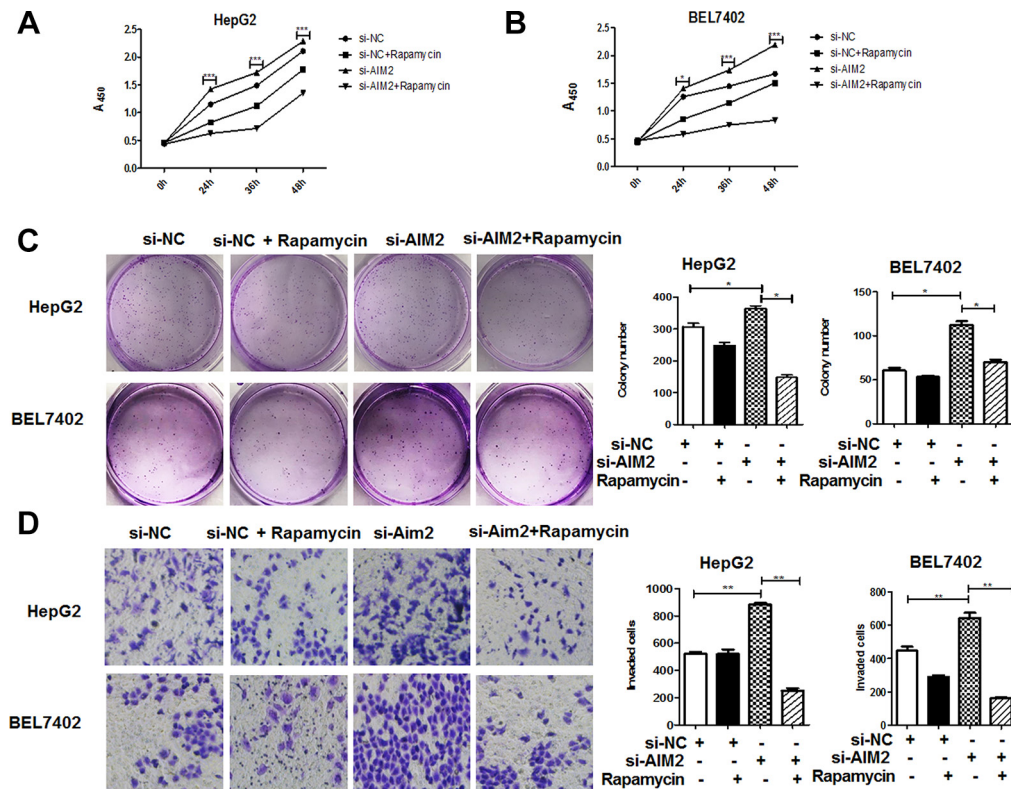 A
HepG2
A450
2.5
2.0
1.5
1.0
0.5
0.0
0h
24h
36h
48h
***
***
***
si-NC
si-NC+Rapamycin
si-AIM2
si-AIM2+Rapamycin
B
BEL7402
A450
2.5
2.0
1.5
1.0
0.5
0.0
0h
24h
36h
48h
*
***
***
si-NC
si-NC+Rapamycin
si-AIM2
si-AIM2+Rapamycin
C
si-NC
si-NC + Rapamycin
si-AIM2
si-AIM2+Rapamycin
HepG2
BEL7402
HepG2
Colony number
400
300
200
100
0
*
*
si-NC + + - -
si-AIM2 - - + +
Rapamycin - + - +
BEL7402
Colony number
150
100
50
0
*
*
si-NC + + - -
si-AIM2 - - + +
Rapamycin - + - +
D
si-NC
si-NC + Rapamycin
si-Aim2
si-Aim2+Rapamycin
HepG2
BEL7402
HepG2
Invaded cells
1000
800
600
400
200
0
**
**
si-NC + + - -
si-AIM2 - - + +
Rapamycin - + - +
BEL7402
Invaded cells
800
600
400
200
0
**
**
si-NC + + - -
si-AIM2 - - + +
Rapamycin - + - +